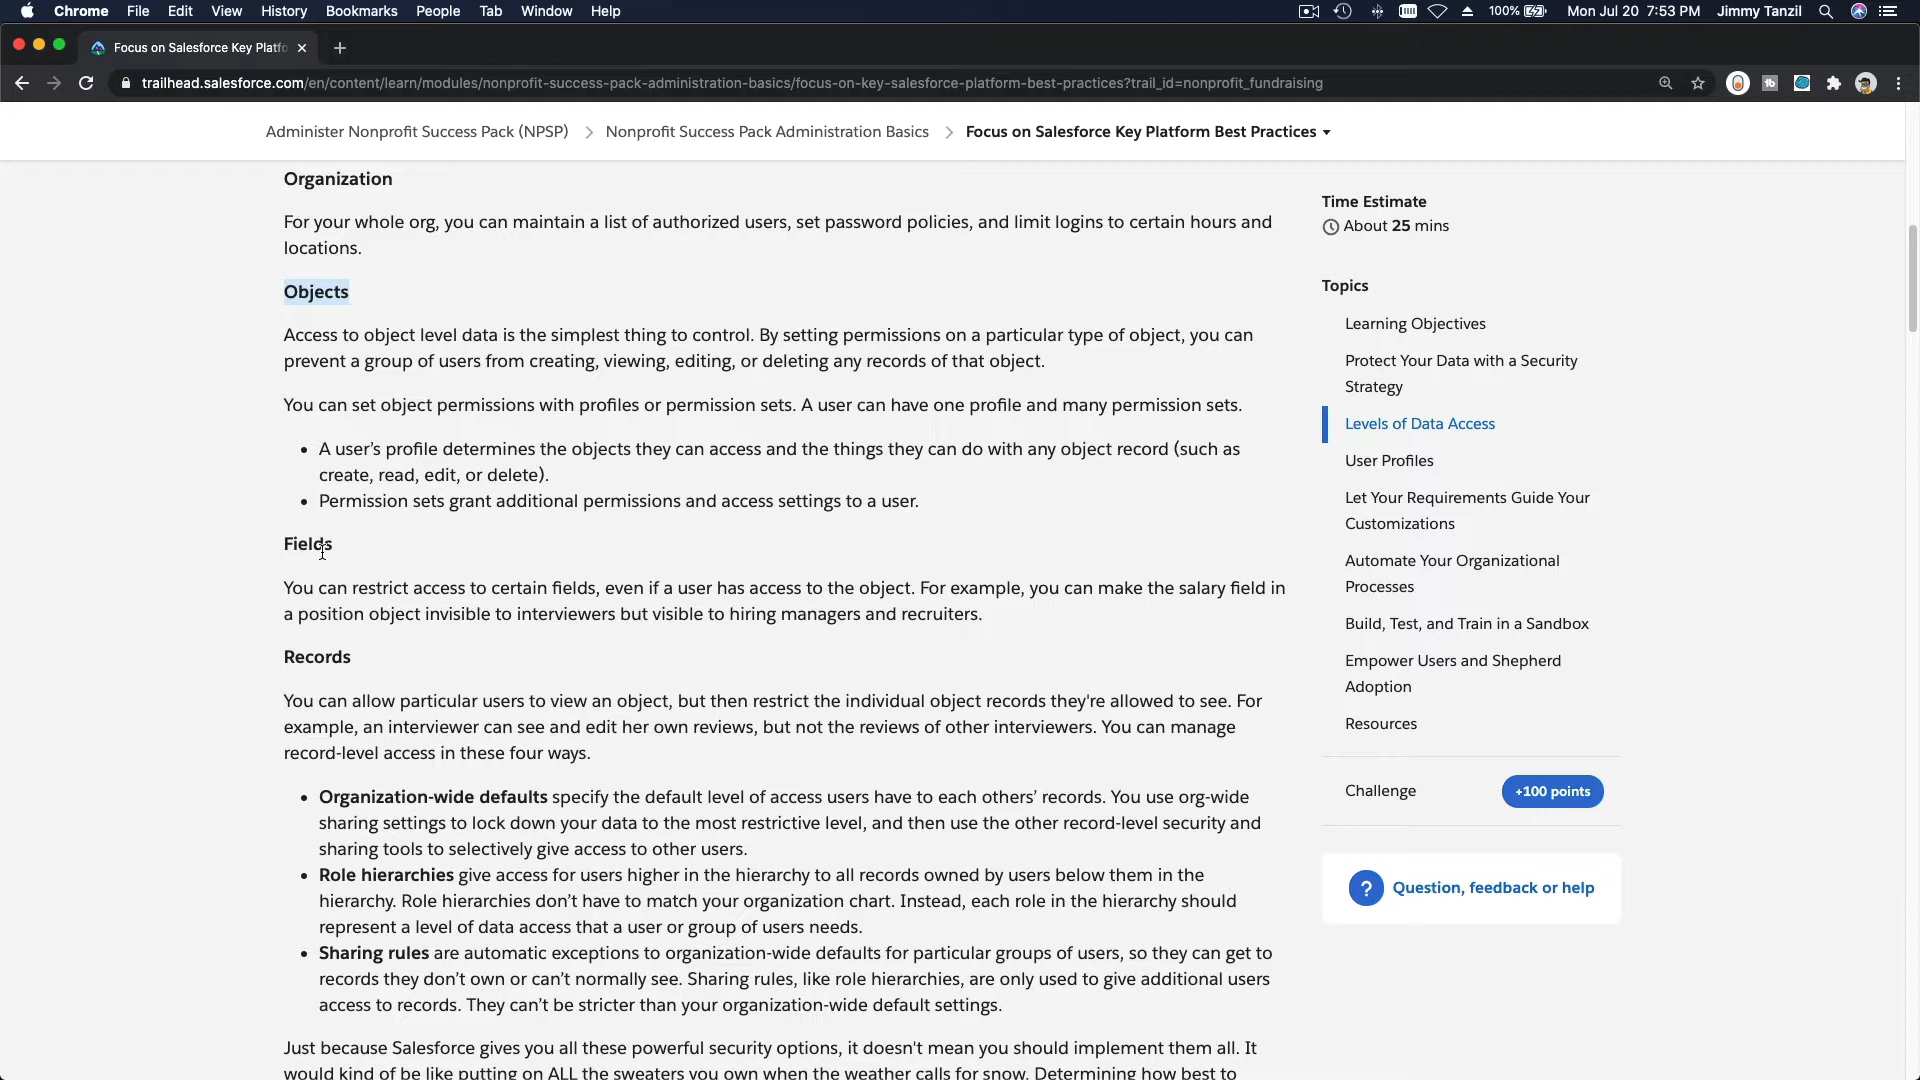 Chrome File Edit View History Bookmarks People Tab Window Help 100% Mon Jul 20 7:53 PM Jimmy Tanzil
Focus on Salesforce Key Platfo
trailhead.salesforce.com/en/content/learn/modules/nonprofit-success-pack-administration-basics/focus-on-key-salesforce-platform-best-practices?trail_id=nonprofit_fundraising
Administer Nonprofit Success Pack (NPSP) > Nonprofit Success Pack Administration Basics > Focus on Salesforce Key Platform Best Practices
Organization
For your whole org, you can maintain a list of authorized users, set password policies, and limit logins to certain hours and
locations.
Objects
Access to object level data is the simplest thing to control. By setting permissions on a particular type of object, you can
prevent a group of users from creating, viewing, editing, or deleting any records of that object.
You can set object permissions with profiles or permission sets. A user can have one profile and many permission sets.
• A user’s profile determines the objects they can access and the things they can do with any object record (such as
create, read, edit, or delete).
• Permission sets grant additional permissions and access settings to a user.
Fields
You can restrict access to certain fields, even if a user has access to the object. For example, you can make the salary field in
a position object invisible to interviewers but visible to hiring managers and recruiters.
Records
You can allow particular users to view an object, but then restrict the individual object records they're allowed to see. For
example, an interviewer can see and edit her own reviews, but not the reviews of other interviewers. You can manage
record-level access in these four ways.
• Organization-wide defaults specify the default level of access users have to each others’ records. You use org-wide
sharing settings to lock down your data to the most restrictive level, and then use the other record-level security and
sharing tools to selectively give access to other users.
• Role hierarchies give access for users higher in the hierarchy to all records owned by users below them in the
hierarchy. Role hierarchies don’t have to match your organization chart. Instead, each role in the hierarchy should
represent a level of data access that a user or group of users needs.
• Sharing rules are automatic exceptions to organization-wide defaults for particular groups of users, so they can get to
records they don’t own or can’t normally see. Sharing rules, like role hierarchies, are only used to give additional users
access to records. They can’t be stricter than your organization-wide default settings.
Just because Salesforce gives you all these powerful security options, it doesn't mean you should implement them all. It
would kind of be like putting on ALL the sweaters you own when the weather calls for snow. Determining how best to
Time Estimate
About 25 mins
Topics
Learning Objectives
Protect Your Data with a Security
Strategy
Levels of Data Access
User Profiles
Let Your Requirements Guide Your
Customizations
Automate Your Organizational
Processes
Build, Test, and Train in a Sandbox
Empower Users and Shepherd
Adoption
Resources
Challenge +100 points
? Question, feedback or help